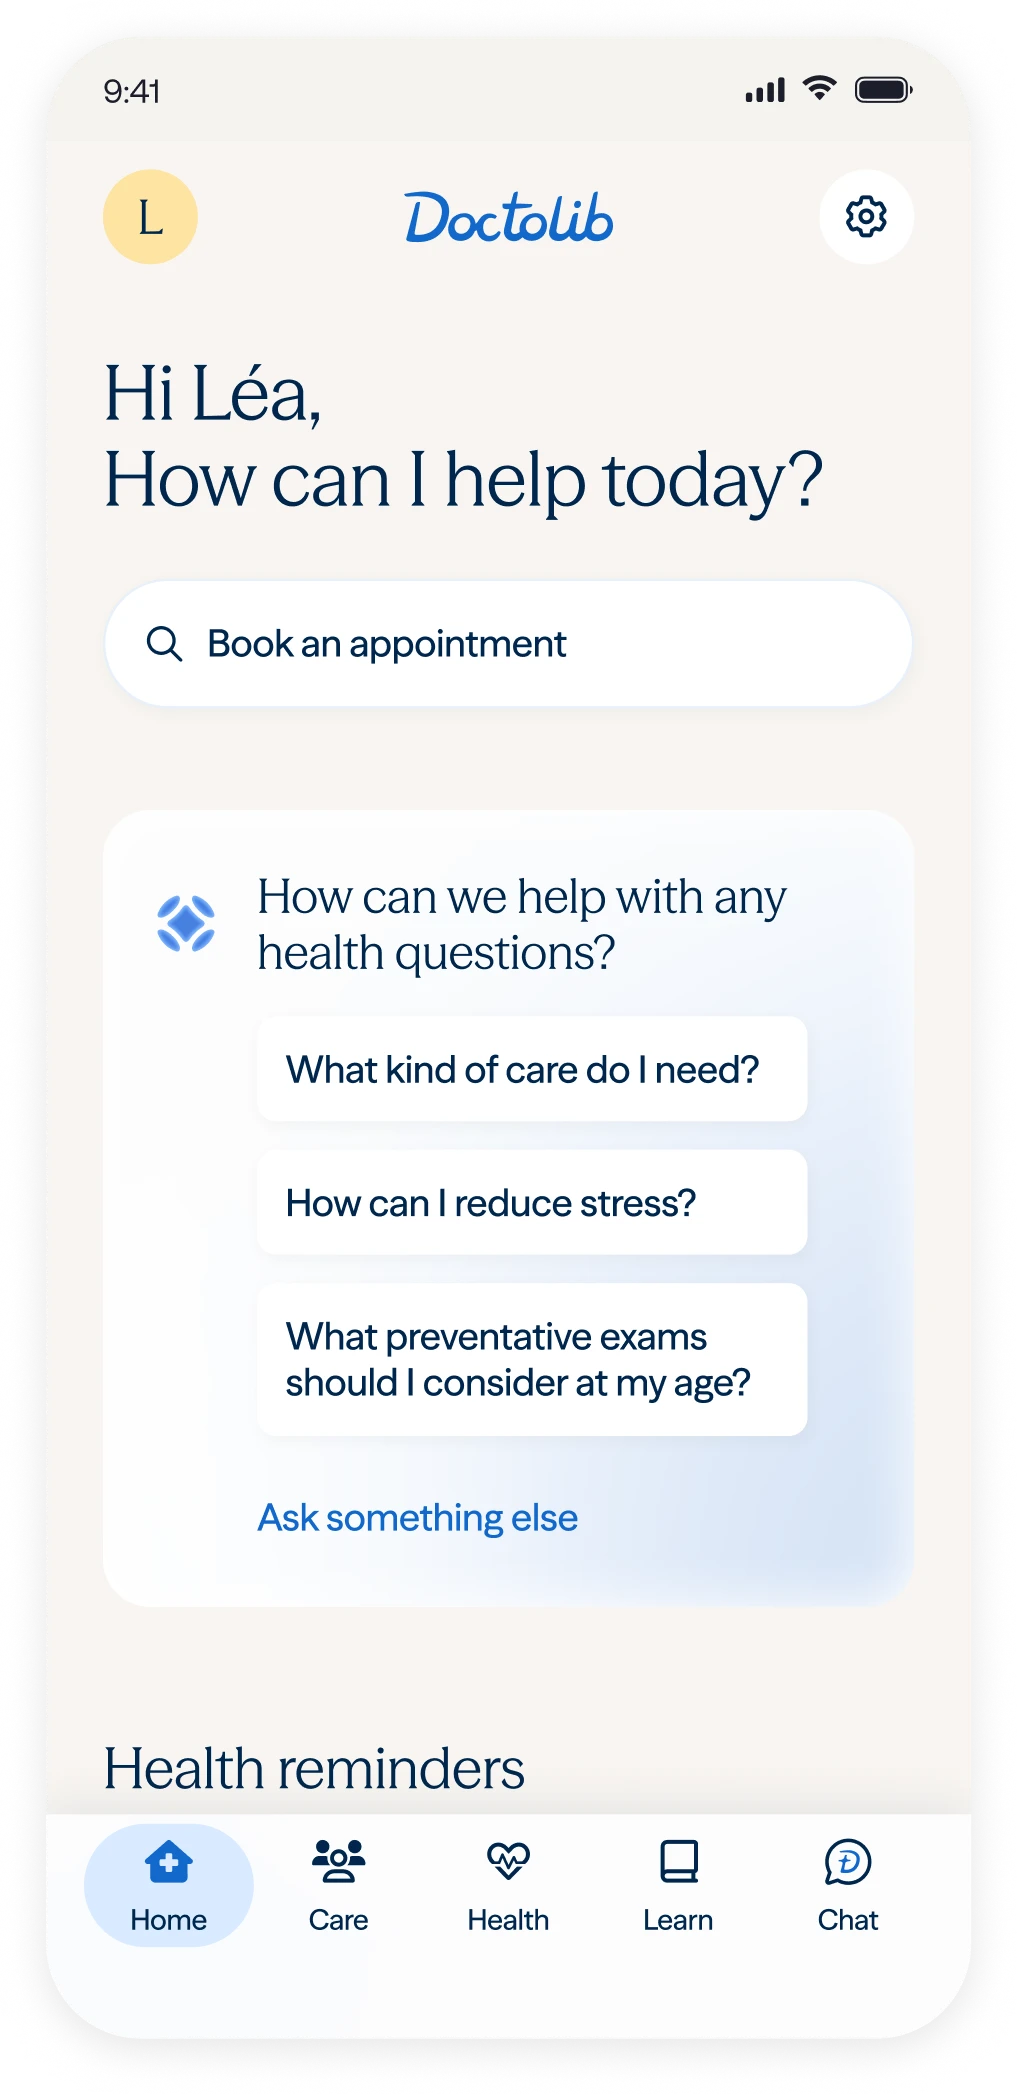 9:41
L
Doctolib
Hi Léa,
How can I help today?
Book an appointment
How can we help with any
health questions?
What kind of care do I need?
How can I reduce stress?
What preventative exams
should I consider at my age?
Ask something else
Health reminders
Home
Care
Health
Learn
Chat